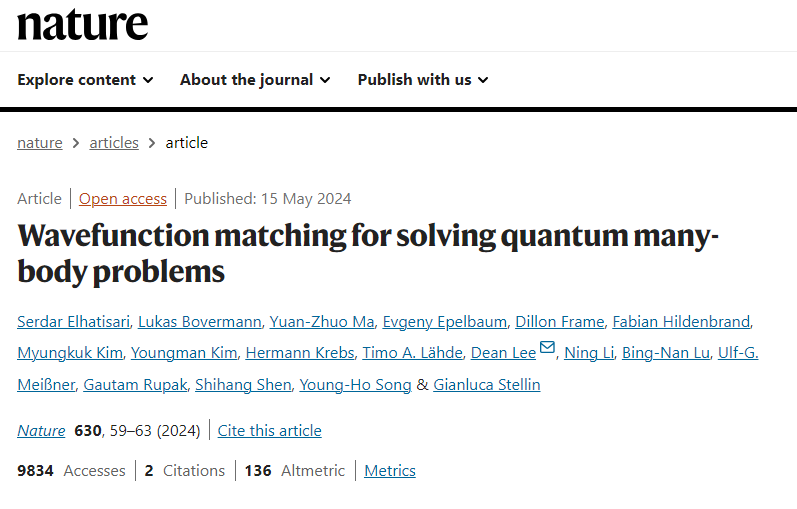 nature
Explore content About the journal Publish with us
nature > articles > article
Article | Open access | Published: 15 May 2024
Wavefunction matching for solving quantum many-
body problems
Serdar Elhatisari, Lukas Bovermann, Yuan-Zhuo Ma, Evgeny Epelbaum, Dillon Frame, Fabian Hildenbrand,
Myungkuk Kim, Youngman Kim, Hermann Krebs, Timo A. Lähde, Dean Lee, Ning Li, Bing-Nan Lu, Ulf-G.
Meißner, Gautam Rupak, Shihang Shen, Young-Ho Song & Gianluca Stellin
Nature 630, 59–63 (2024) | Cite this article
9834 Accesses | 2 Citations | 136 Altmetric | Metrics